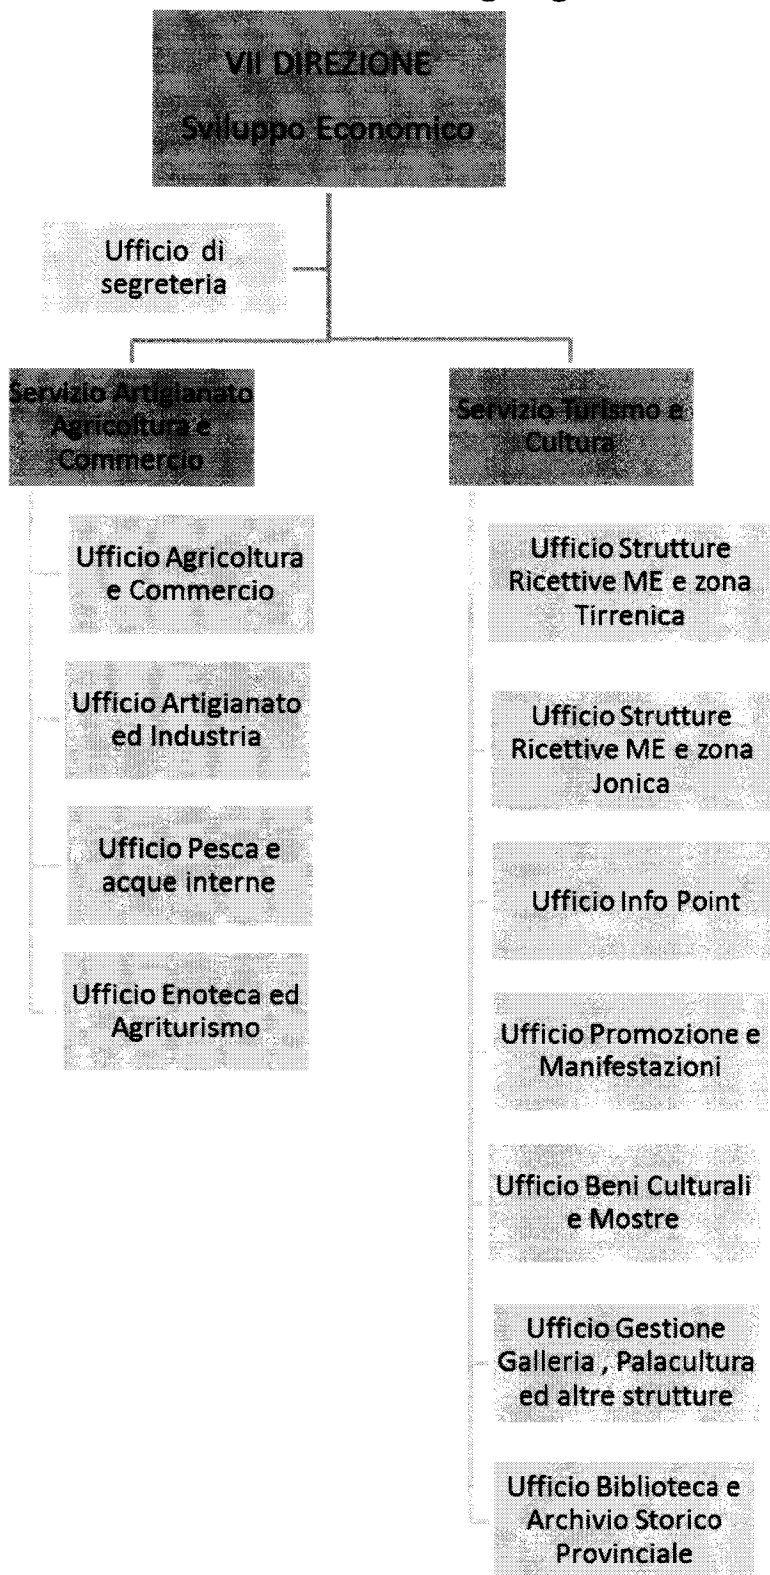 VII DIREZIONE
Sviluppo Economico
Ufficio di
segreteria
Servizio Artigianato
Agricoltura e
Commercio
Ufficio Agricoltura
e Commercio
Ufficio Artigianato
ed Industria
Ufficio Pesca e
acque interne
Ufficio Enoteca ed
Agriturismo
Servizio Turismo e
Cultura
Ufficio Strutture
Ricettive ME e zona
Tirrenica
Ufficio Strutture
Ricettive ME e zona
Jonica
Ufficio Info Point
Ufficio Promozione e
Manifestazioni
Ufficio Beni Culturali
e Mostre
Ufficio Gestione
Galleria , Palacultura
ed altre strutture
Ufficio Biblioteca e
Archivio Storico
Provinciale